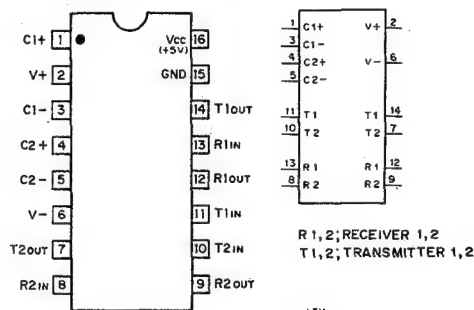 C1+ 1
V+ 2
C1- 3
C2+ 4
C2- 5
V- 6
T2OUT 7
R2IN 8
16 Vcc
(+5V)
15 GND
14 T1OUT
13 R1IN
12 R1OUT
11 T1IN
10 T2IN
9 R2OUT
1 C1+ V+ 2
3 C1-
4 C2+ V- 6
5 C2-
11 T1 T1 14
10 T2 T2 7
13 R1 R1 12
8 R2 R2 9
R1,2;RECEIVER 1,2
T1,2;TRANSMITTER 1,2